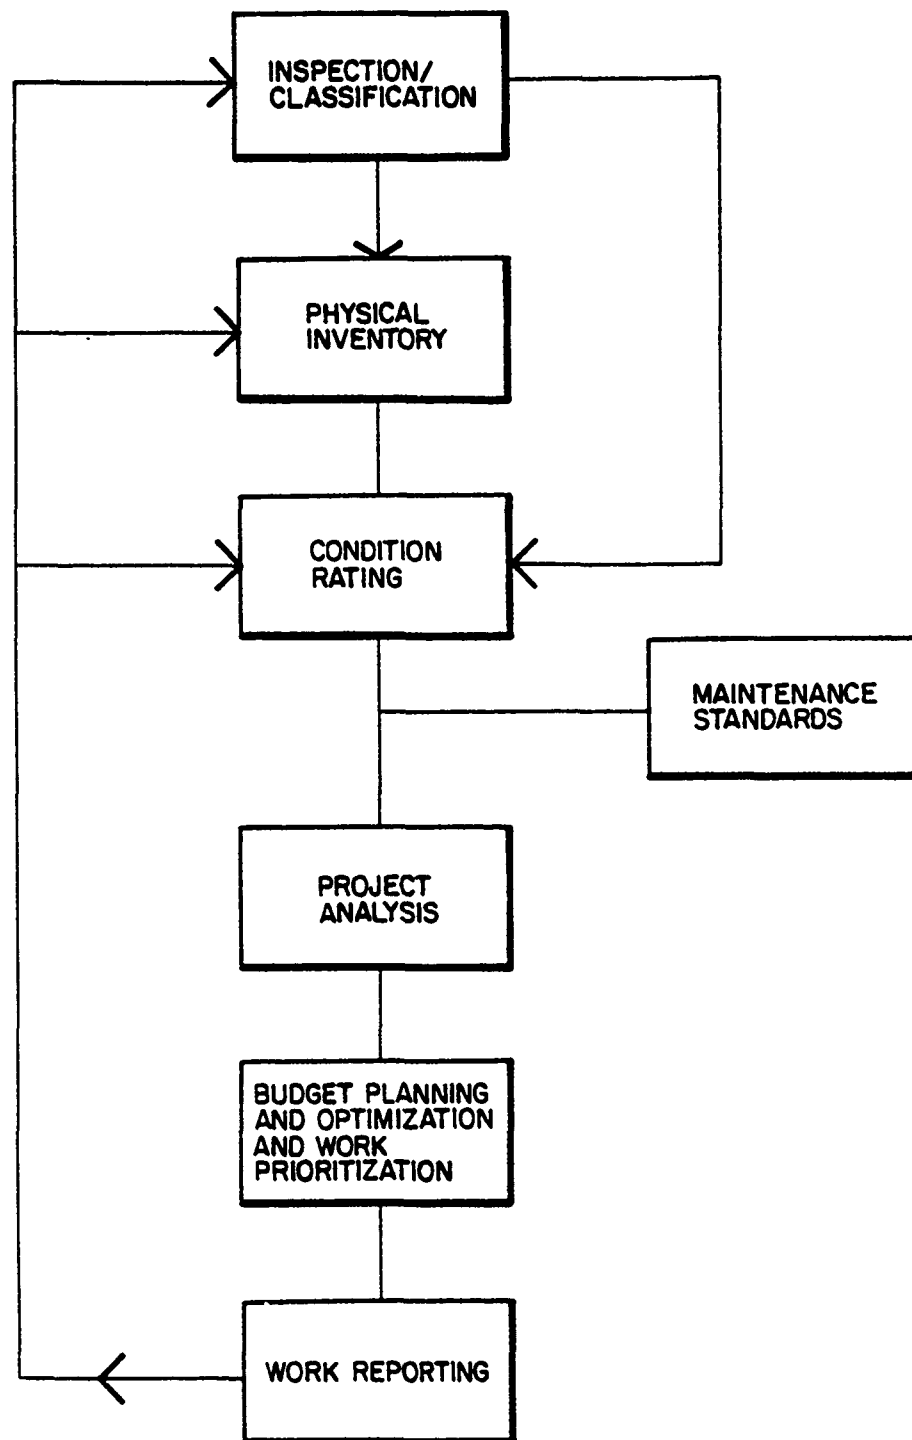 INSPECTION/
CLASSIFICATION
PHYSICAL
INVENTORY
CONDITION
RATING
MAINTENANCE
STANDARDS
PROJECT
ANALYSIS
BUDGET PLANNING
AND OPTIMIZATION
AND WORK
PRIORITIZATION
WORK REPORTING